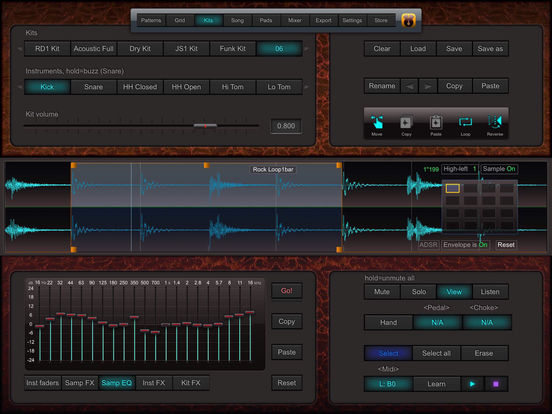 Patterns Grid Kits Song Pads Mixer Export Settings Store
Kits
RD1 Kit Acoustic Full Dry Kit JS1 Kit Funk Kit 06
Instruments, hold=buzz (Snare)
Kick Snare HH Closed HH Open Hi Tom Lo Tom
Kit volume
0.800
Clear Load Save Save as
Rename Copy Paste
Move Copy Paste Loop Reverse
Rock Loop1bar
1"199 High-left 1 Sample On
ADSR Envelope is On Reset
dB 16 Hz 22 32 44 63 90 125 180 250 350 500 700 1 k 1.4 2 2.8 4 5.7 8 11 16 kHz
24
18
12
6
0
-6
-12
-18
-24
Go!
Copy
Paste
Reset
Inst faders Samp FX Samp EQ Inst FX Kit FX
hold=unmute all
Mute Solo View Listen
<Pedal> <Choke>
Hand N/A N/A
Select Select all Erase
<Midi>
L: B0 Learn